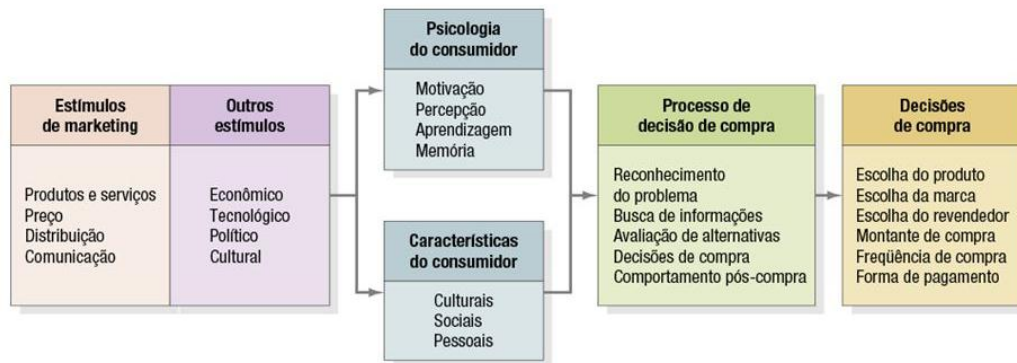 Estímulos
de marketing
Produtos e serviços
Preço
Distribuição
Comunicação
Outros
estímulos
Econômico
Tecnológico
Político
Cultural
Psicologia
do consumidor
Motivação
Percepção
Aprendizagem
Memória
Características
do consumidor
Culturais
Sociais
Pessoais
Processo de
decisão de compra
Reconhecimento
do problema
Busca de informações
Avaliação de alternativas
Decisões de compra
Comportamento pós-compra
Decisões
de compra
Escolha do produto
Escolha da marca
Escolha do revendedor
Montante de compra
Freqüência de compra
Forma de pagamento